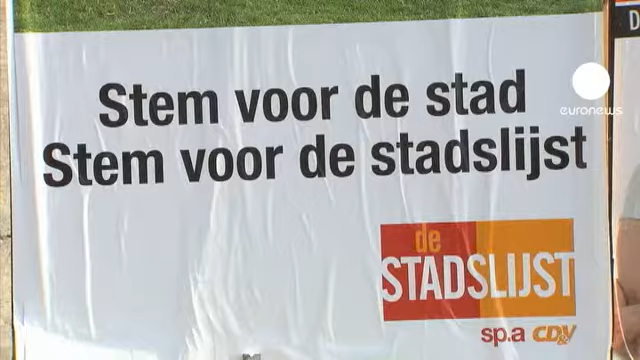 Stem voor de stad
Stem voor de stadslijst
de
STADSLIJST
sp.a CD&V
euronews
D